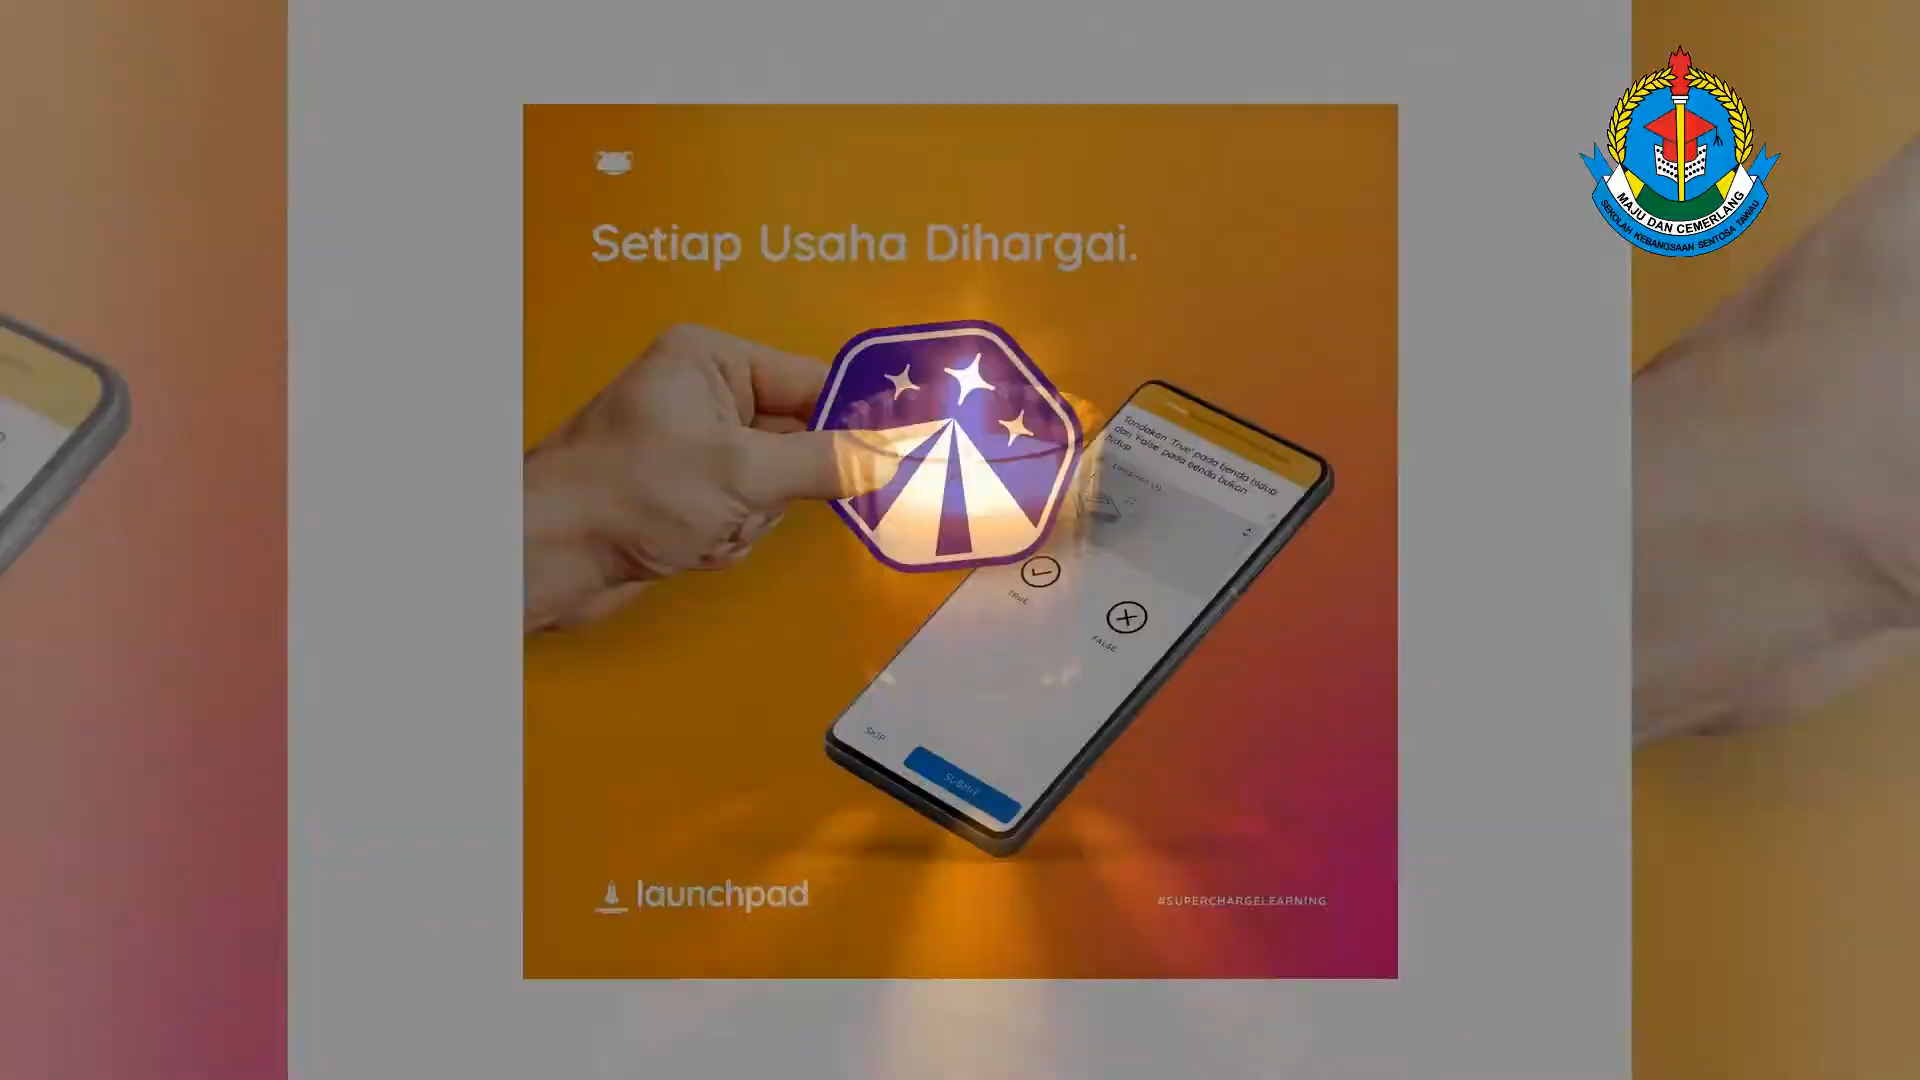 MAJU DAN CEMERLANG
SEKOLAH KEBANGSAAN SENTOSA TAWAU
Setiap Usaha Dihargai.
Tandakan 'True' pada benda hidup
dan 'False' pada benda bukan
hidup
TRUE
FALSE
SKIP
SUBMIT
launchpad
#SUPERCHARGELEARNING